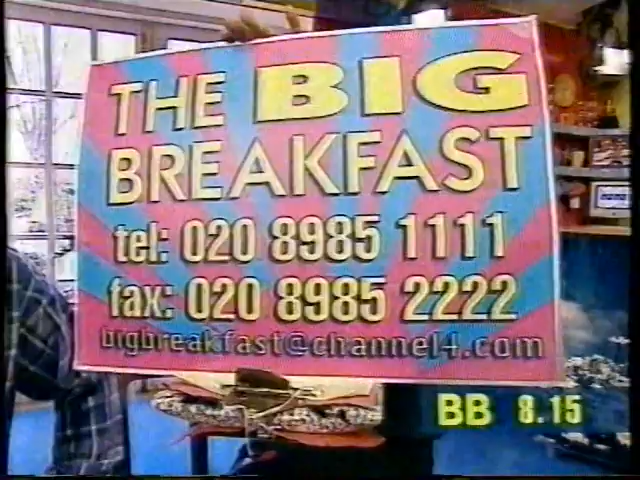 THE BIG
BREAKFAST
tel: 020 8985 1111
fax: 020 8985 2222
bigbreakfast@channel4.com
BB 8.15